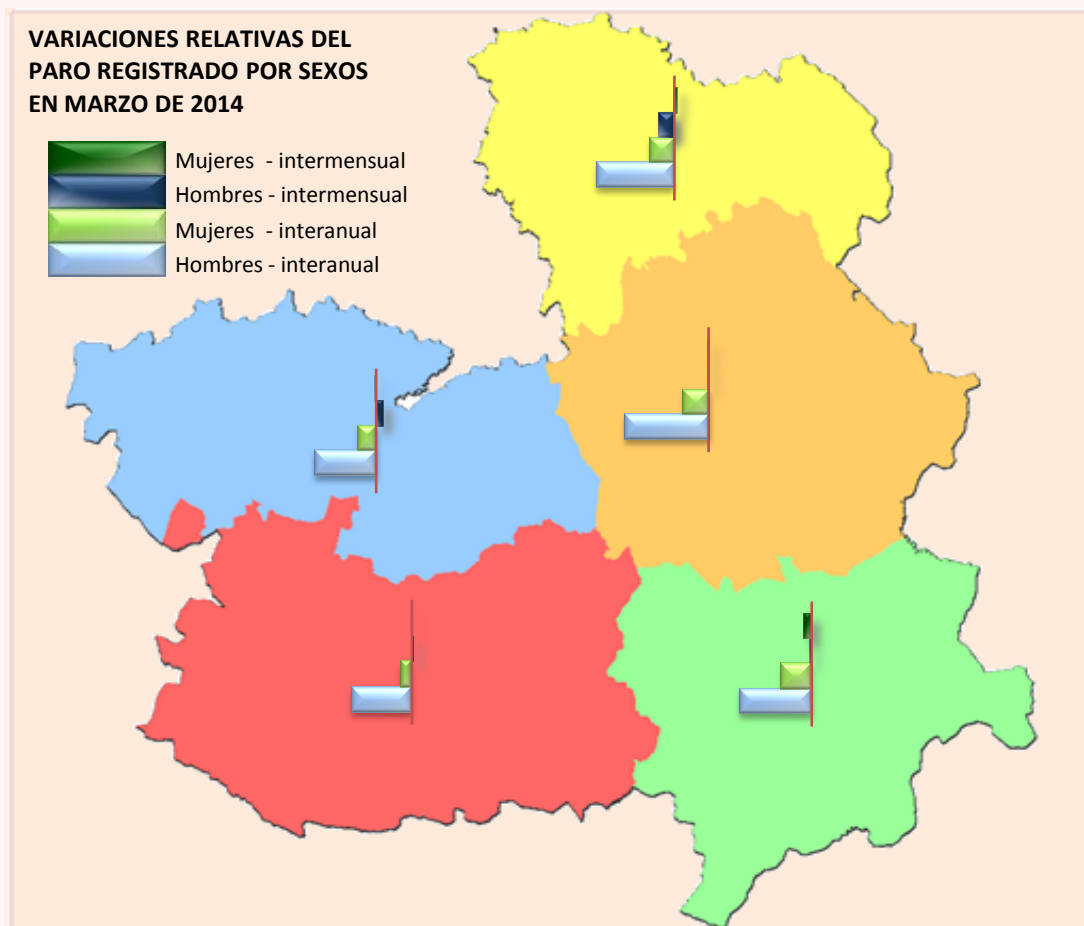 VARIACIONES RELATIVAS DEL
PARO REGISTRADO POR SEXOS
EN MARZO DE 2014
Mujeres - intermensual
Hombres - intermensual
Mujeres - interanual
Hombres - interanual